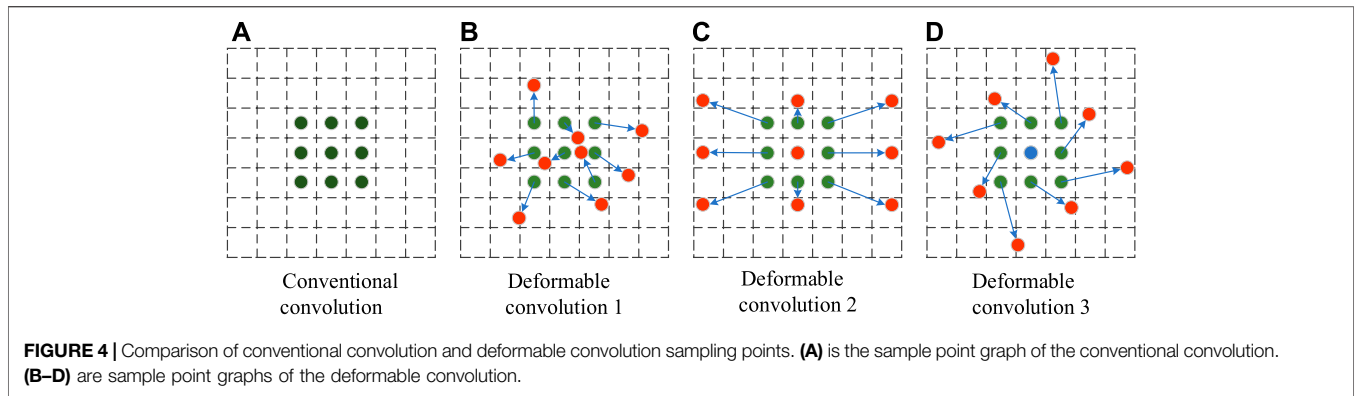 A
B
C
D
Conventional
convolution
Deformable
convolution 1
Deformable
convolution 2
Deformable
convolution 3
FIGURE 4 | Comparison of conventional convolution and deformable convolution sampling points. (A) is the sample point graph of the conventional convolution.
(B–D) are sample point graphs of the deformable convolution.